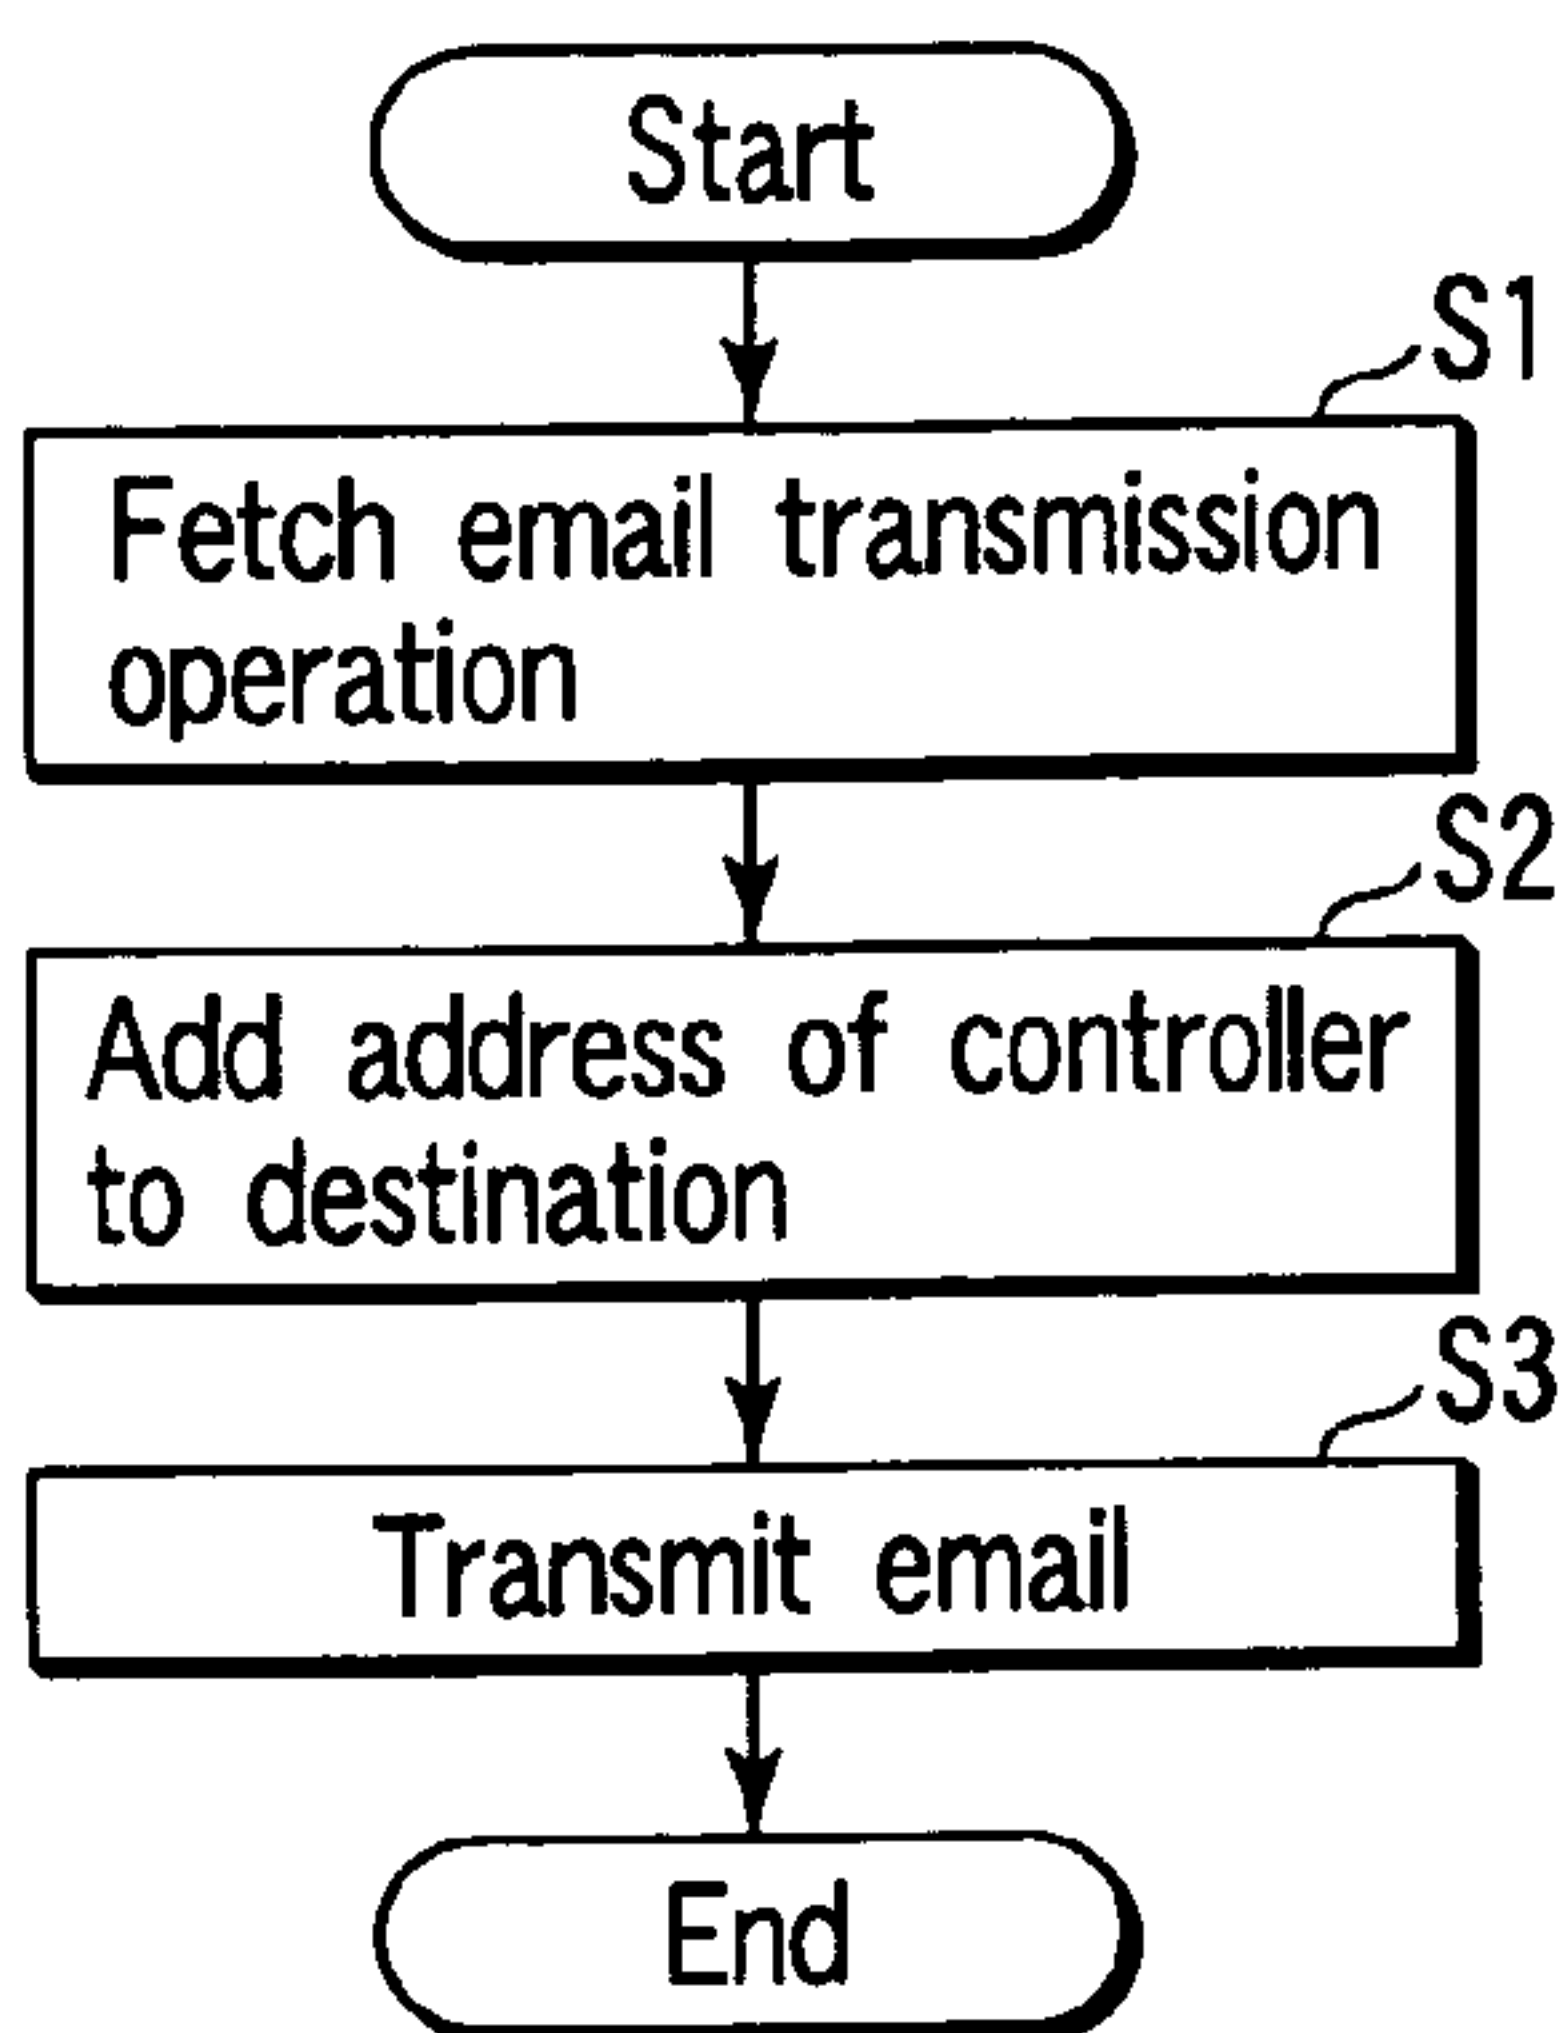 Start
S1
Fetch email transmission
operation
S2
Add address of controller
to destination
S3
Transmit email
End